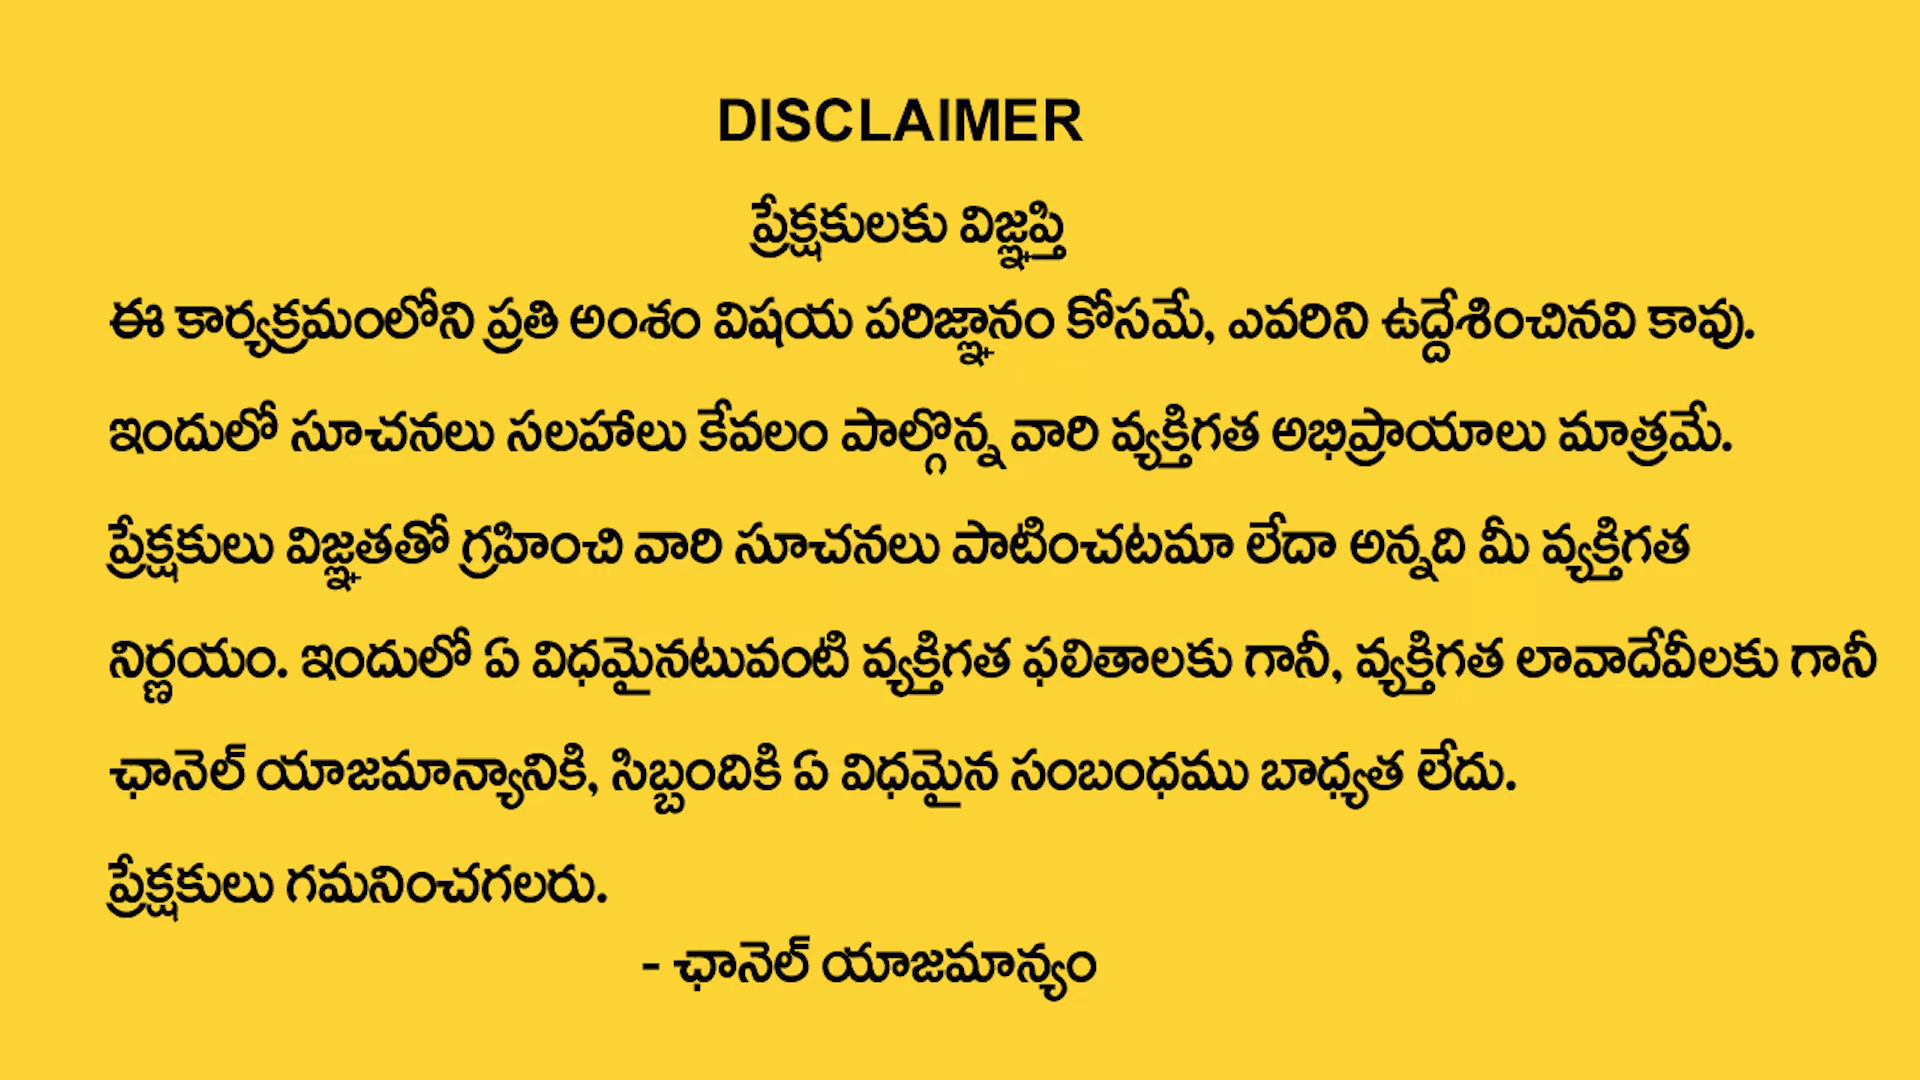 DISCLAIMER
ప్రేక్షకులకు విజ్ఞప్తి
ఈ కార్యక్రమంలోని ప్రతి అంశం విషయ పరిజ్ఞానం కోసమే, ఎవరిని ఉద్దేశించినవి కావు.
ఇందులో సూచనలు సలహాలు కేవలం పాల్గొన్న వారి వ్యక్తిగత అభిప్రాయాలు మాత్రమే.
ప్రేక్షకులు విజ్ఞతతో గ్రహించి వారి సూచనలు పాటించటమా లేదా అన్నది మీ వ్యక్తిగత
నిర్ణయం. ఇందులో ఏ విధమైనటువంటి వ్యక్తిగత ఫలితాలకు గానీ, వ్యక్తిగత లావాదేవీలకు గానీ
ఛానెల్ యాజమాన్యానికి, సిబ్బందికి ఏ విధమైన సంబంధము బాధ్యత లేదు.
ప్రేక్షకులు గమనించగలరు.
- ఛానెల్ యాజమాన్యం